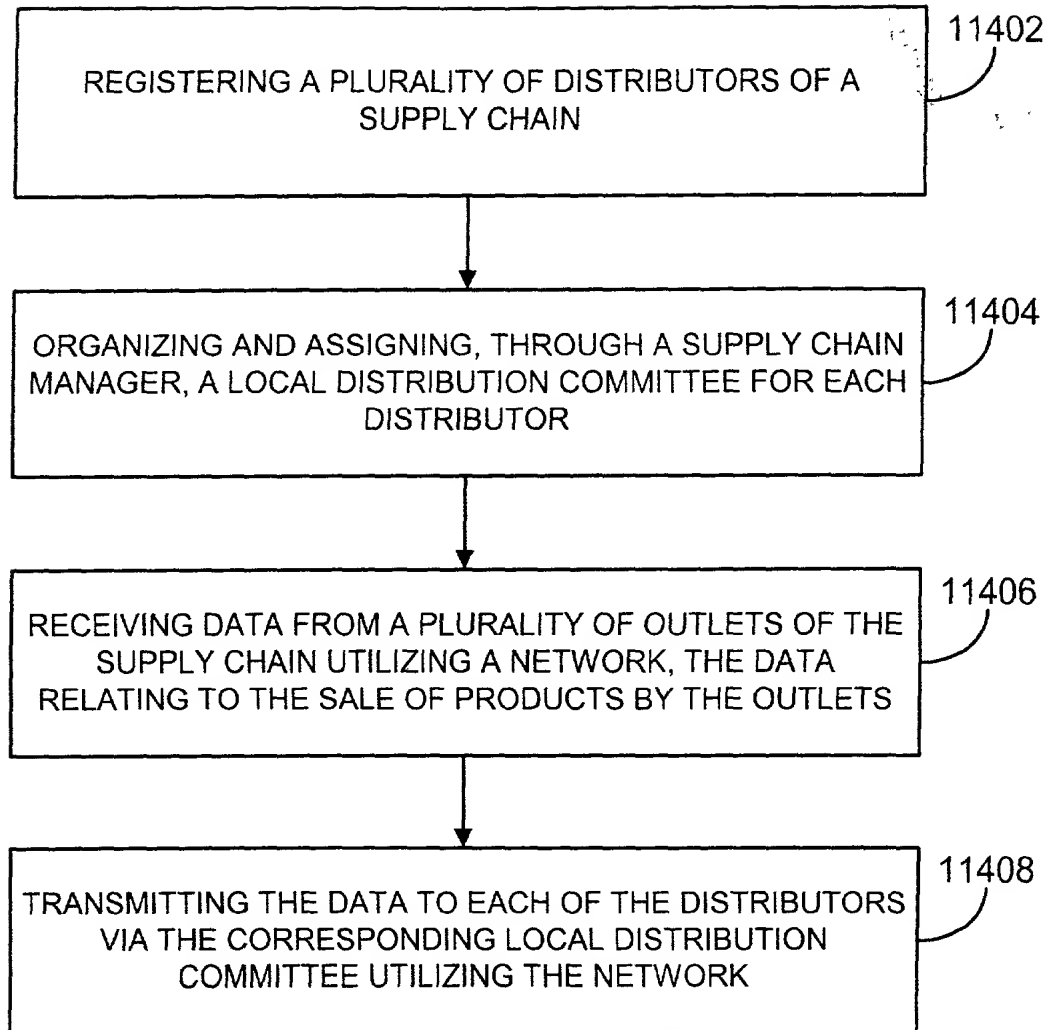 11402
REGISTERING A PLURALITY OF DISTRIBUTORS OF A
SUPPLY CHAIN
11404
ORGANIZING AND ASSIGNING, THROUGH A SUPPLY CHAIN
MANAGER, A LOCAL DISTRIBUTION COMMITTEE FOR EACH
DISTRIBUTOR
11406
RECEIVING DATA FROM A PLURALITY OF OUTLETS OF THE
SUPPLY CHAIN UTILIZING A NETWORK, THE DATA
RELATING TO THE SALE OF PRODUCTS BY THE OUTLETS
11408
TRANSMITTING THE DATA TO EACH OF THE DISTRIBUTORS
VIA THE CORRESPONDING LOCAL DISTRIBUTION
COMMITTEE UTILIZING THE NETWORK